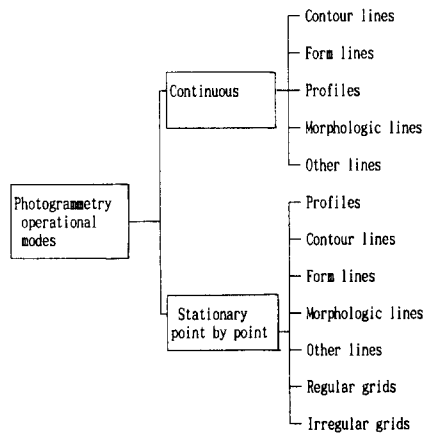 Contour lines
Form lines
Continuous
Profiles
Morphologic lines
Other lines
Photogrammetry
operational
modes
Profiles
Contour lines
Form lines
Stationary
point by point
Morphologic lines
Other lines
Regular grids
Irregular grids